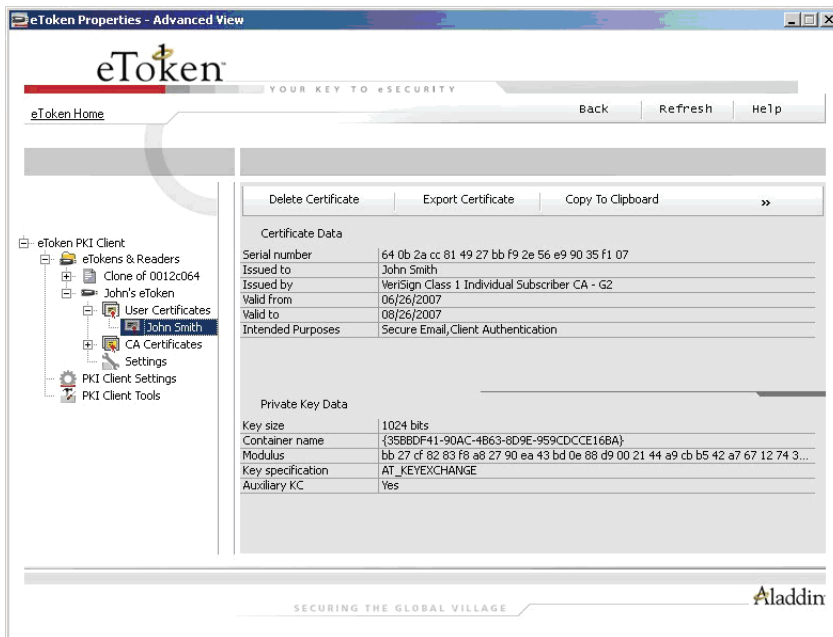 eToken Properties - Advanced View
eToken
YOUR KEY TO eSECURITY
eToken Home
Back Refresh Help
Delete Certificate Export Certificate Copy To Clipboard »
eToken PKI Client
eTokens & Readers
Clone of 0012c064
John's eToken
User Certificates
John Smith
CA Certificates
Settings
PKI Client Settings
PKI Client Tools
Certificate Data
Serial number 64 0b 2a cc 81 49 27 bb f9 2e 56 e9 90 35 f1 07
Issued to John Smith
Issued by VeriSign Class 1 Individual Subscriber CA - G2
Valid from 06/26/2007
Valid to 08/26/2007
Intended Purposes Secure Email,Client Authentication
Private Key Data
Key size 1024 bits
Container name {35BBDF41-90AC-4B63-8D9E-959CDCCE16BA}
Modulus bb 27 cf 82 83 f8 a8 27 90 ea 43 bd 0e 88 d9 00 21 44 a9 cb b5 42 a7 67 12 74 3...
Key specification AT_KEYEXCHANGE
Auxiliary KC Yes
SECURING THE GLOBAL VILLAGE
Aladdin